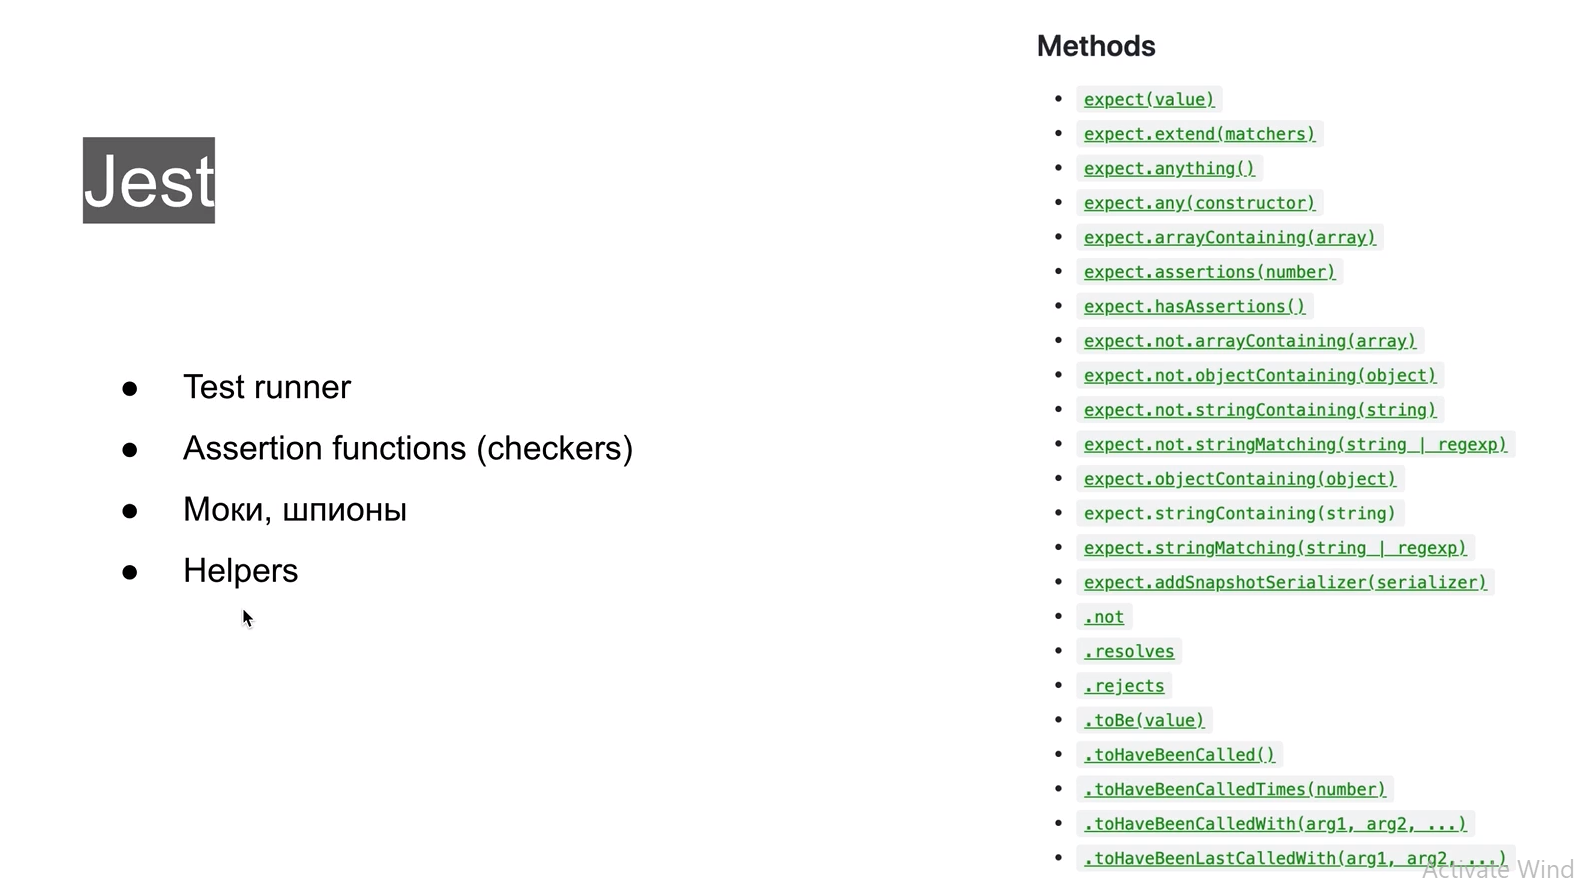 Jest
Test runner
Assertion functions (checkers)
Моки, шпионы
Helpers
Methods
expect(value)
expect.extend(matchers)
expect.anything()
expect.any(constructor)
expect.arrayContaining(array)
expect.assertions(number)
expect.hasAssertions()
expect.not.arrayContaining(array)
expect.not.objectContaining(object)
expect.not.stringContaining(string)
expect.not.stringMatching(string | regexp)
expect.objectContaining(object)
expect.stringContaining(string)
expect.stringMatching(string | regexp)
expect.addSnapshotSerializer(serializer)
.not
.resolves
.rejects
.toBe(value)
.toHaveBeenCalled()
.toHaveBeenCalledTimes(number)
.toHaveBeenCalledWith(arg1, arg2, ...)
.toHaveBeenLastCalledWith(arg1, arg2, ...)
Activate Wind